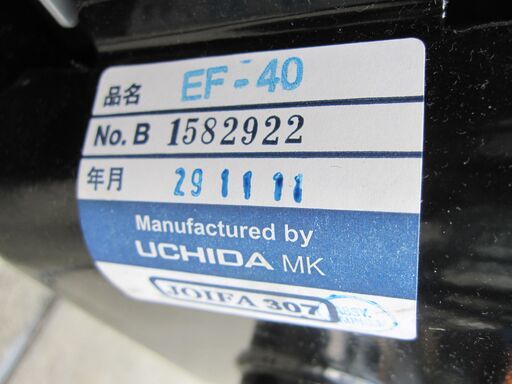 品名 EF-40
No. B 1582922
年月 29 11 11
Manufactured by
UCHIDA MK
JOIFA 307